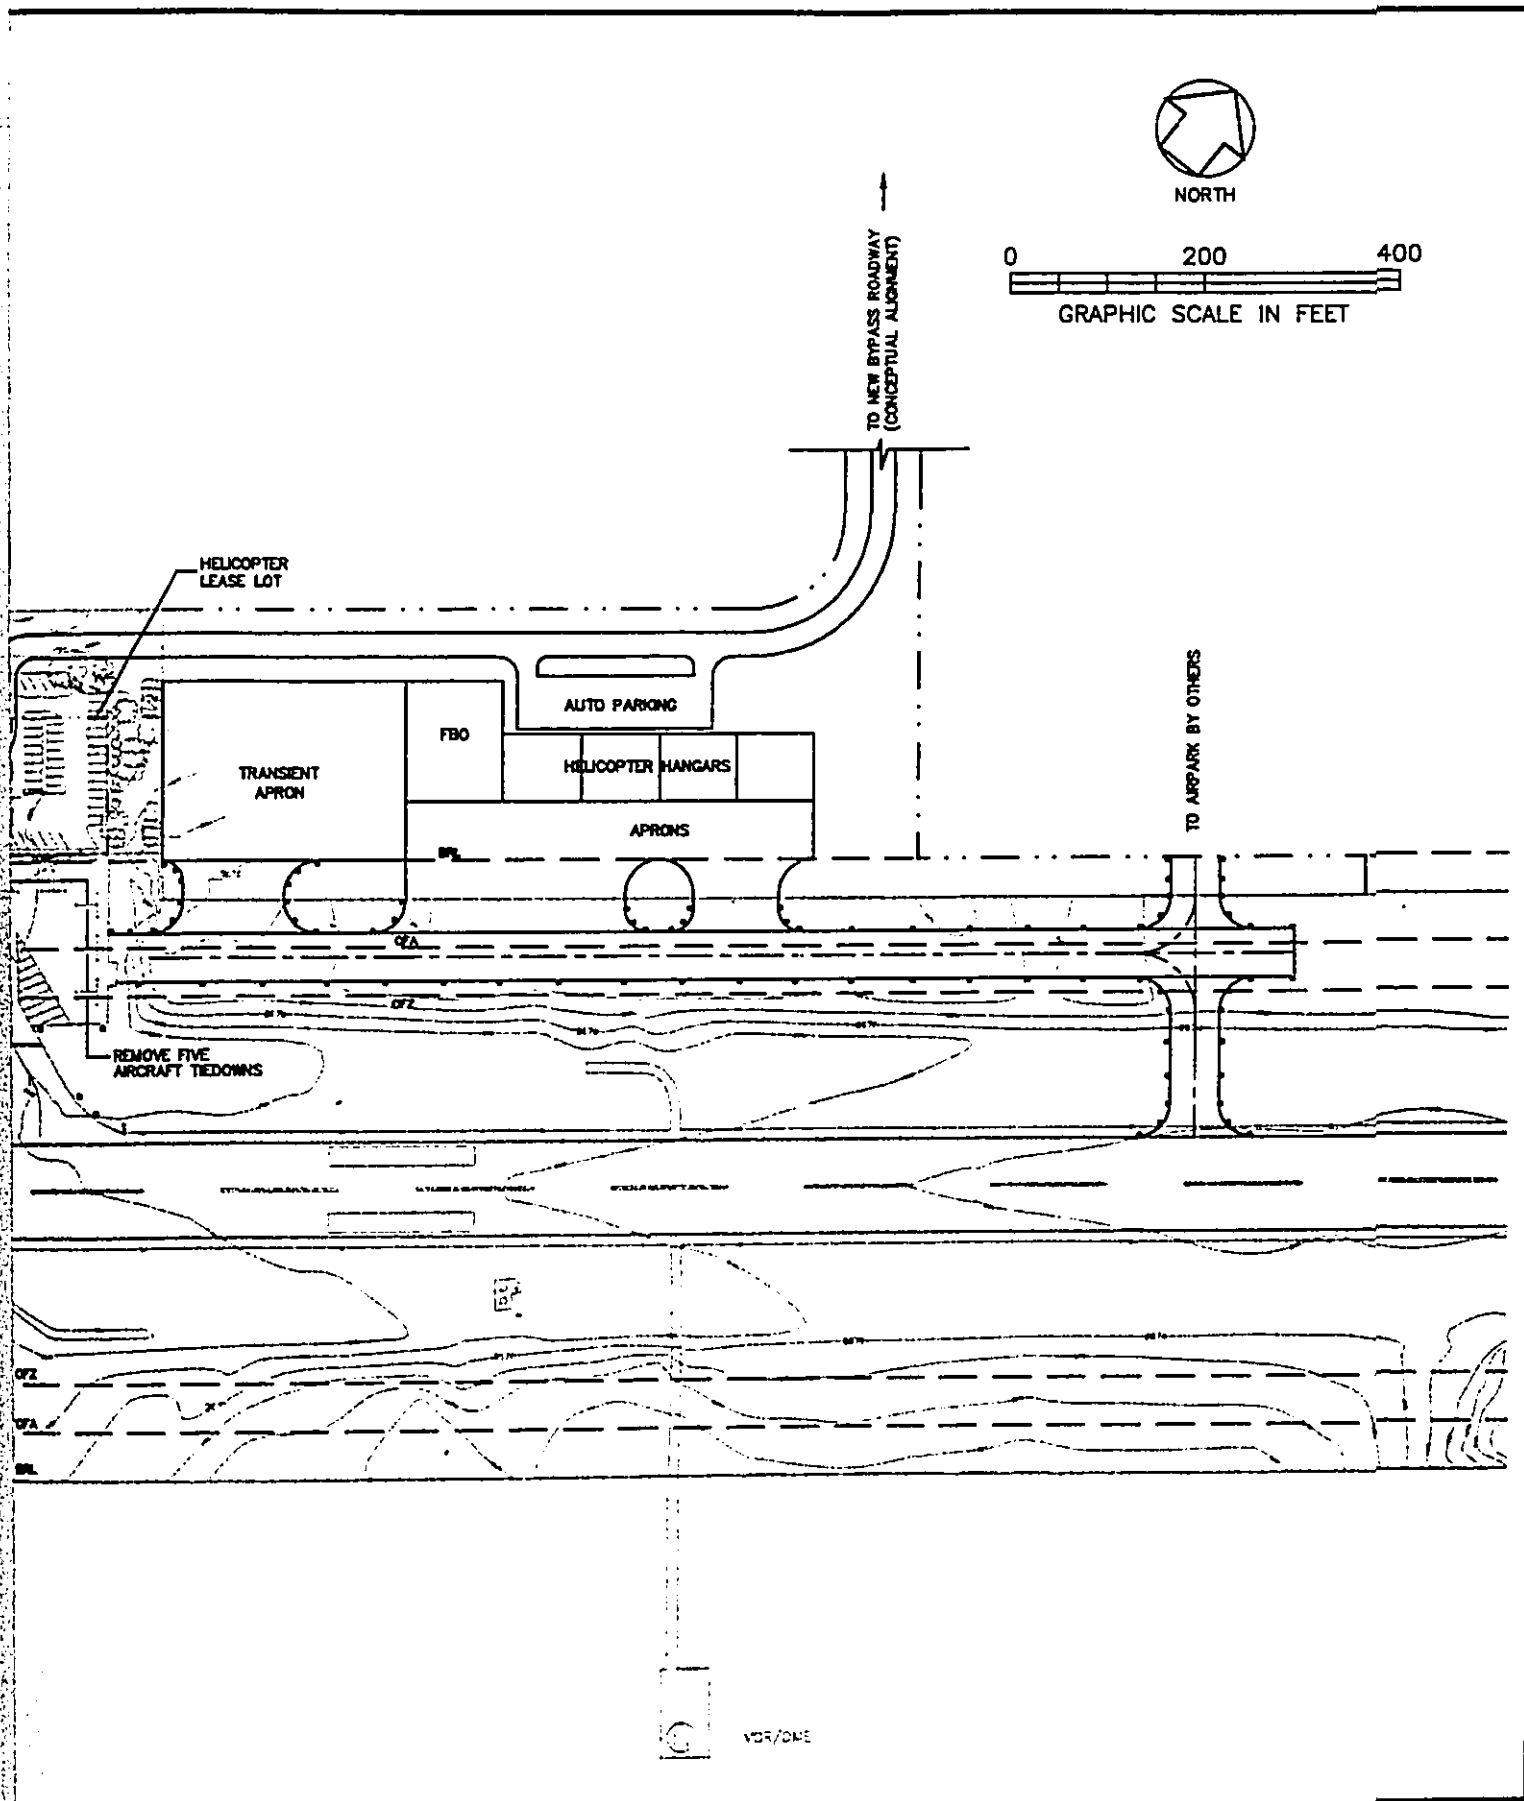 NORTH
0 200 400
GRAPHIC SCALE IN FEET
TO NEW BYPASS ROADWAY
(CONCEPTUAL ALIGNMENT)
HELICOPTER
LEASE LOT
TO AIRPARK BY OTHERS
AUTO PARKING
FBO
HELICOPTER HANGARS
TRANSIENT
APRON
APRONS
BRL
OFA
OFZ
REMOVE FIVE
AIRCRAFT TIEDOWNS
OFZ
OFA
BRL
VOR/DME